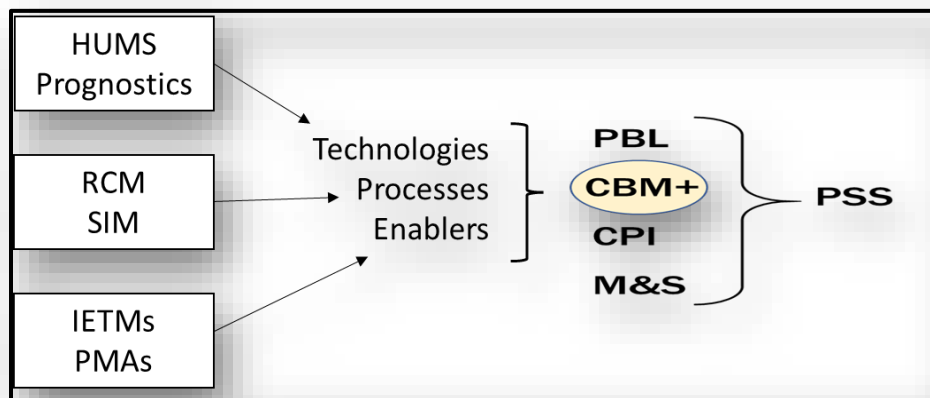 HUMS
Prognostics
RCM
SIM
IETMs
PMAs
Technologies
Processes
Enablers
PBL
CBM+
CPI
M&S
PSS